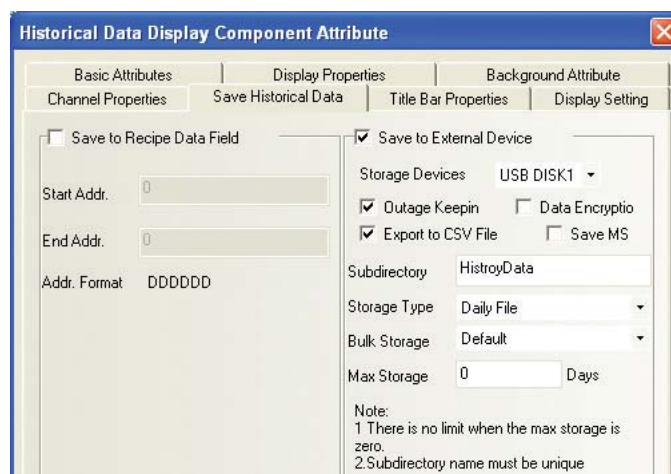 Historical Data Display Component Attribute
Basic Attributes Display Properties Background Attribute
Channel Properties Save Historical Data Title Bar Properties Display Setting
Save to Recipe Data Field
Start Addr. 0
End Addr. 0
Addr. Format DDDDDD
Save to External Device
Storage Devices USB DISK1
Outage Keepin Data Encryptio
Export to CSV File Save MS
Subdirectory HistroyData
Storage Type Daily File
Bulk Storage Default
Max Storage 0 Days
Note:
1 There is no limit when the max storage is
zero.
2.Subdirectory name must be unique